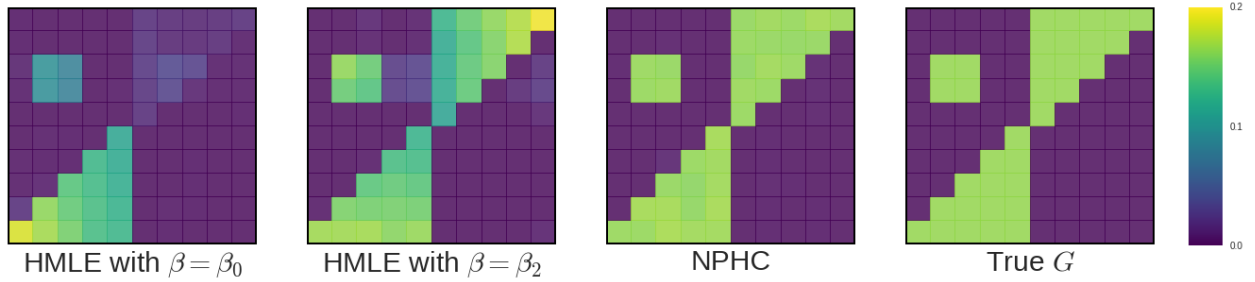 0.2
0.1
0.0
HMLE with β = β₀
HMLE with β = β₂
NPHC
True G